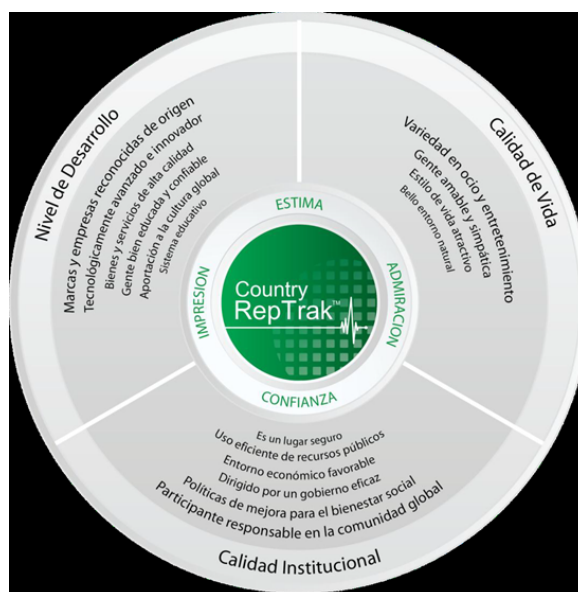 Nivel de Desarrollo
Marcas y empresas reconocidas de origen
Tecnológicamente avanzado e innovador
Bienes y servicios de alta calidad
Gente bien educada y confiable
Aportación a la cultura global
Sistema educativo
Calidad de Vida
Variedad en ocio y entretenimiento
Gente amable y simpática
Estilo de vida atractivo
Bello entorno natural
ESTIMA
IMPRESION
ADMIRACION
CONFIANZA
Country
RepTrak™
Es un lugar seguro
Uso eficiente de recursos públicos
Entorno económico favorable
Dirigido por un gobierno eficaz
Políticas de mejora para el bienestar social
Participante responsable en la comunidad global
Calidad Institucional